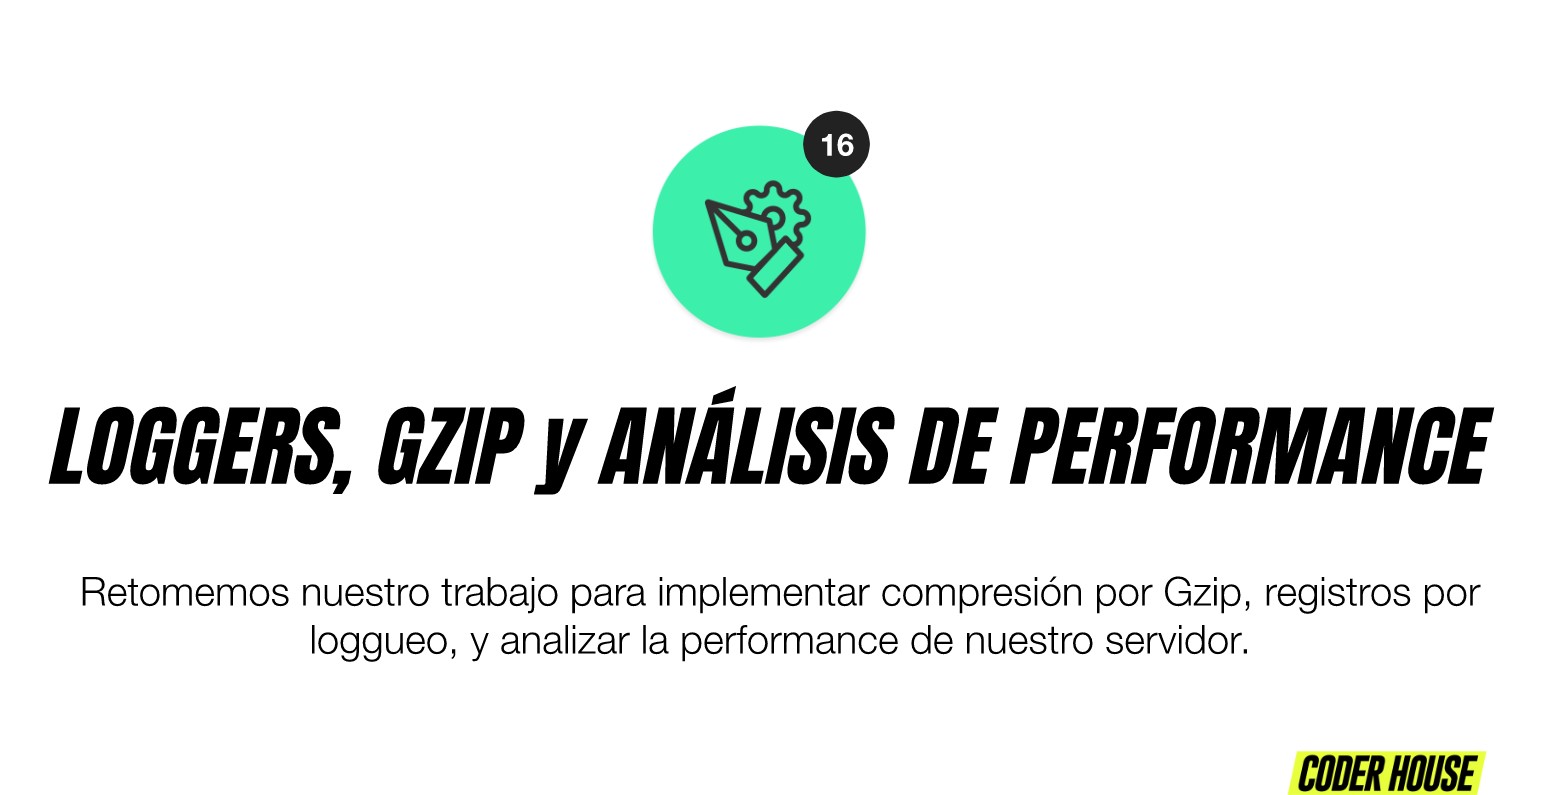 16
LOGGERS, GZIP y ANÁLISIS DE PERFORMANCE
Retomemos nuestro trabajo para implementar compresión por Gzip, registros por
loggueo, y analizar la performance de nuestro servidor.
CODER HOUSE